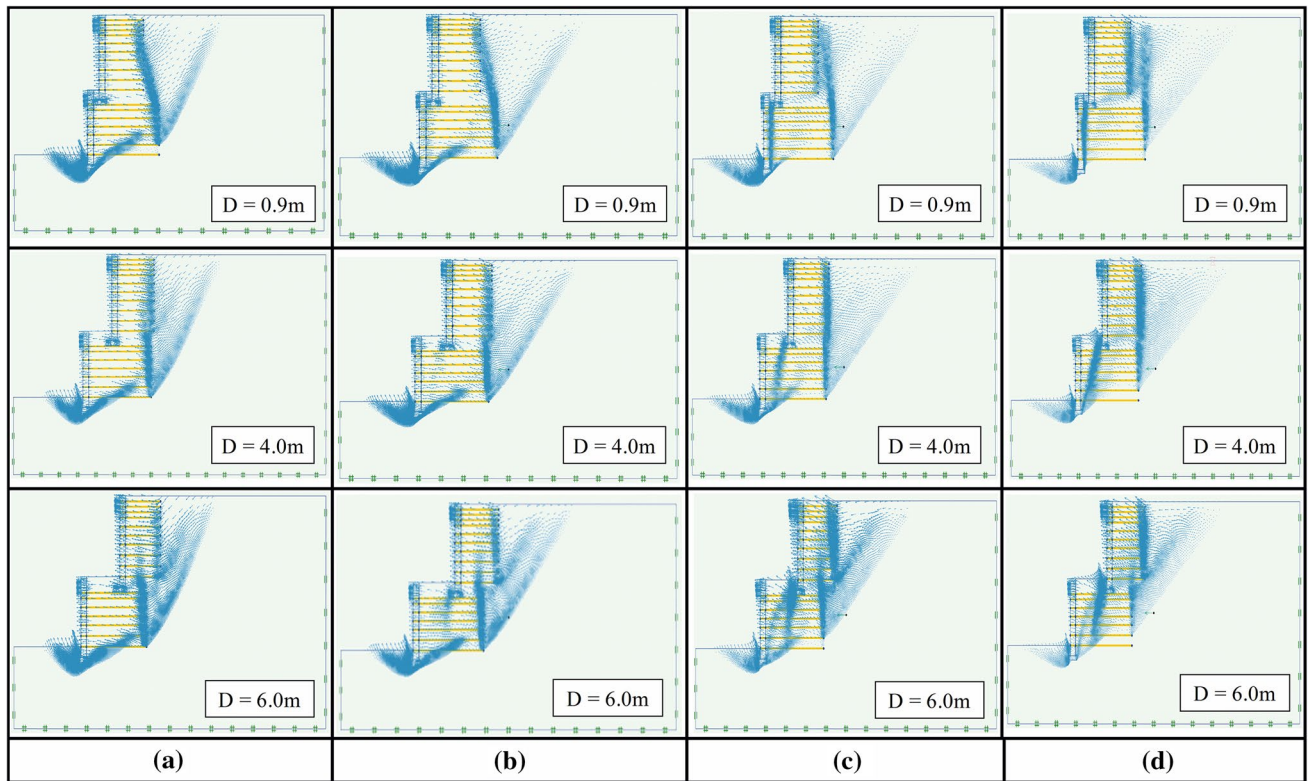 D = 0.9m D = 0.9m D = 0.9m D = 0.9m
D = 4.0m D = 4.0m D = 4.0m D = 4.0m
D = 6.0m D = 6.0m D = 6.0m D = 6.0m
(a) (b) (c) (d)